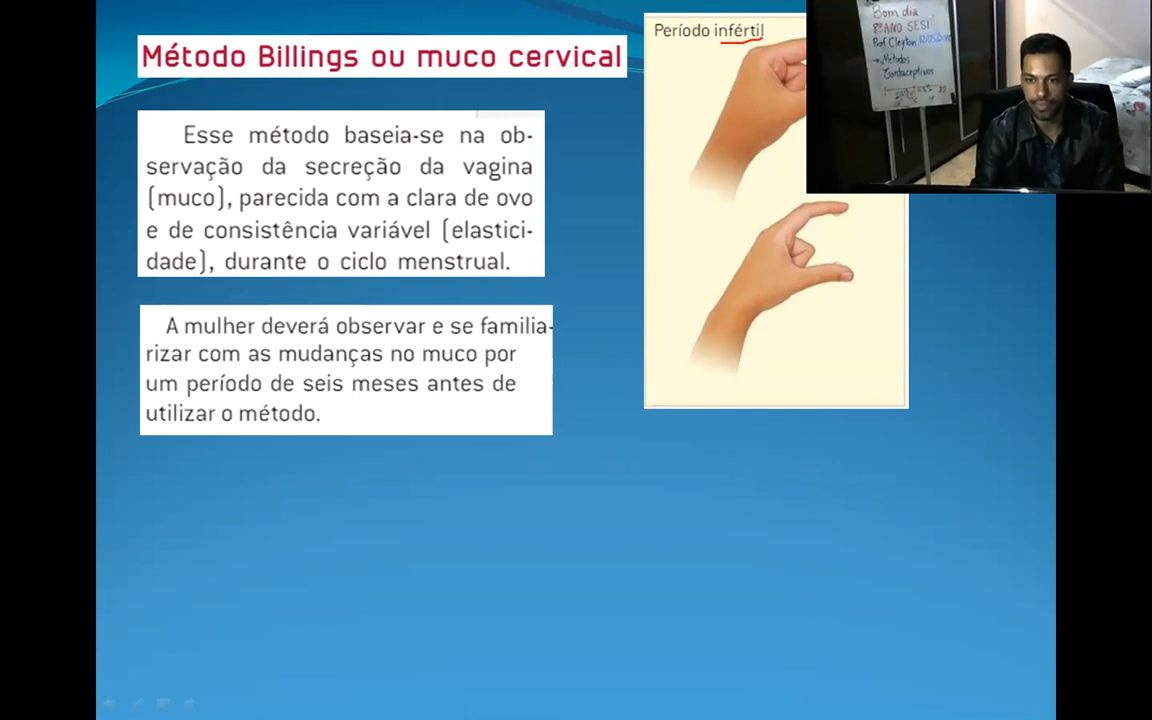 Método Billings ou muco cervical
Esse método baseia-se na ob-
servação da secreção da vagina
(muco), parecida com a clara de ovo
e de consistência variável (elastici-
dade), durante o ciclo menstrual.
A mulher deverá observar e se familia-
rizar com as mudanças no muco por
um período de seis meses antes de
utilizar o método.
Período infértil
Bom dia
8º ANO SESI
Prof Cleyton
→ Métodos
Contraceptivos